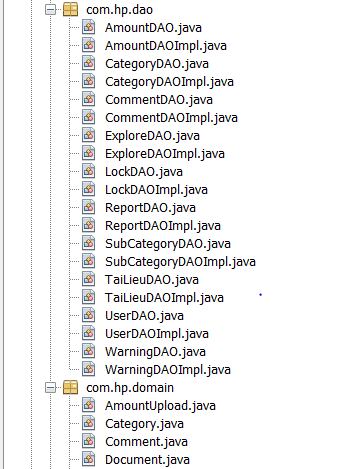 com.hp.dao
AmountDAO.java
AmountDAOImpl.java
CategoryDAO.java
CategoryDAOImpl.java
CommentDAO.java
CommentDAOImpl.java
ExploreDAO.java
ExploreDAOImpl.java
LockDAO.java
LockDAOImpl.java
ReportDAO.java
ReportDAOImpl.java
SubCategoryDAO.java
SubCategoryDAOImpl.java
TaiLieuDAO.java
TaiLieuDAOImpl.java
UserDAO.java
UserDAOImpl.java
WarningDAO.java
WarningDAOImpl.java
com.hp.domain
AmountUpload.java
Category.java
Comment.java
Document.java